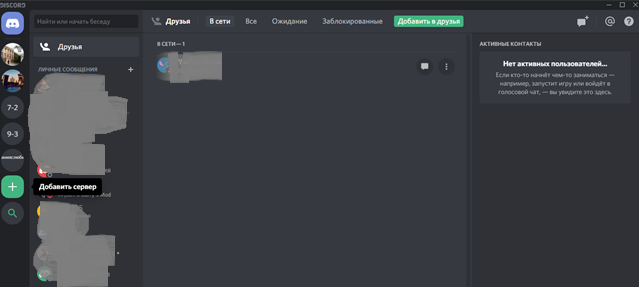 DISCORD
Найти или начать беседу
Друзья
В сети
Все
Ожидание
Заблокированные
Добавить в друзья
Друзья
ЛИЧНЫЕ СООБЩЕНИЯ
В СЕТИ—1
АКТИВНЫЕ КОНТАКТЫ
Нет активных пользователей...
Если кто-то начнёт чем-то заниматься —
например, запустит игру или войдёт в
голосовой чат, — вы увидите это здесь.
7-2
9-3
Добавить сервер
Mod